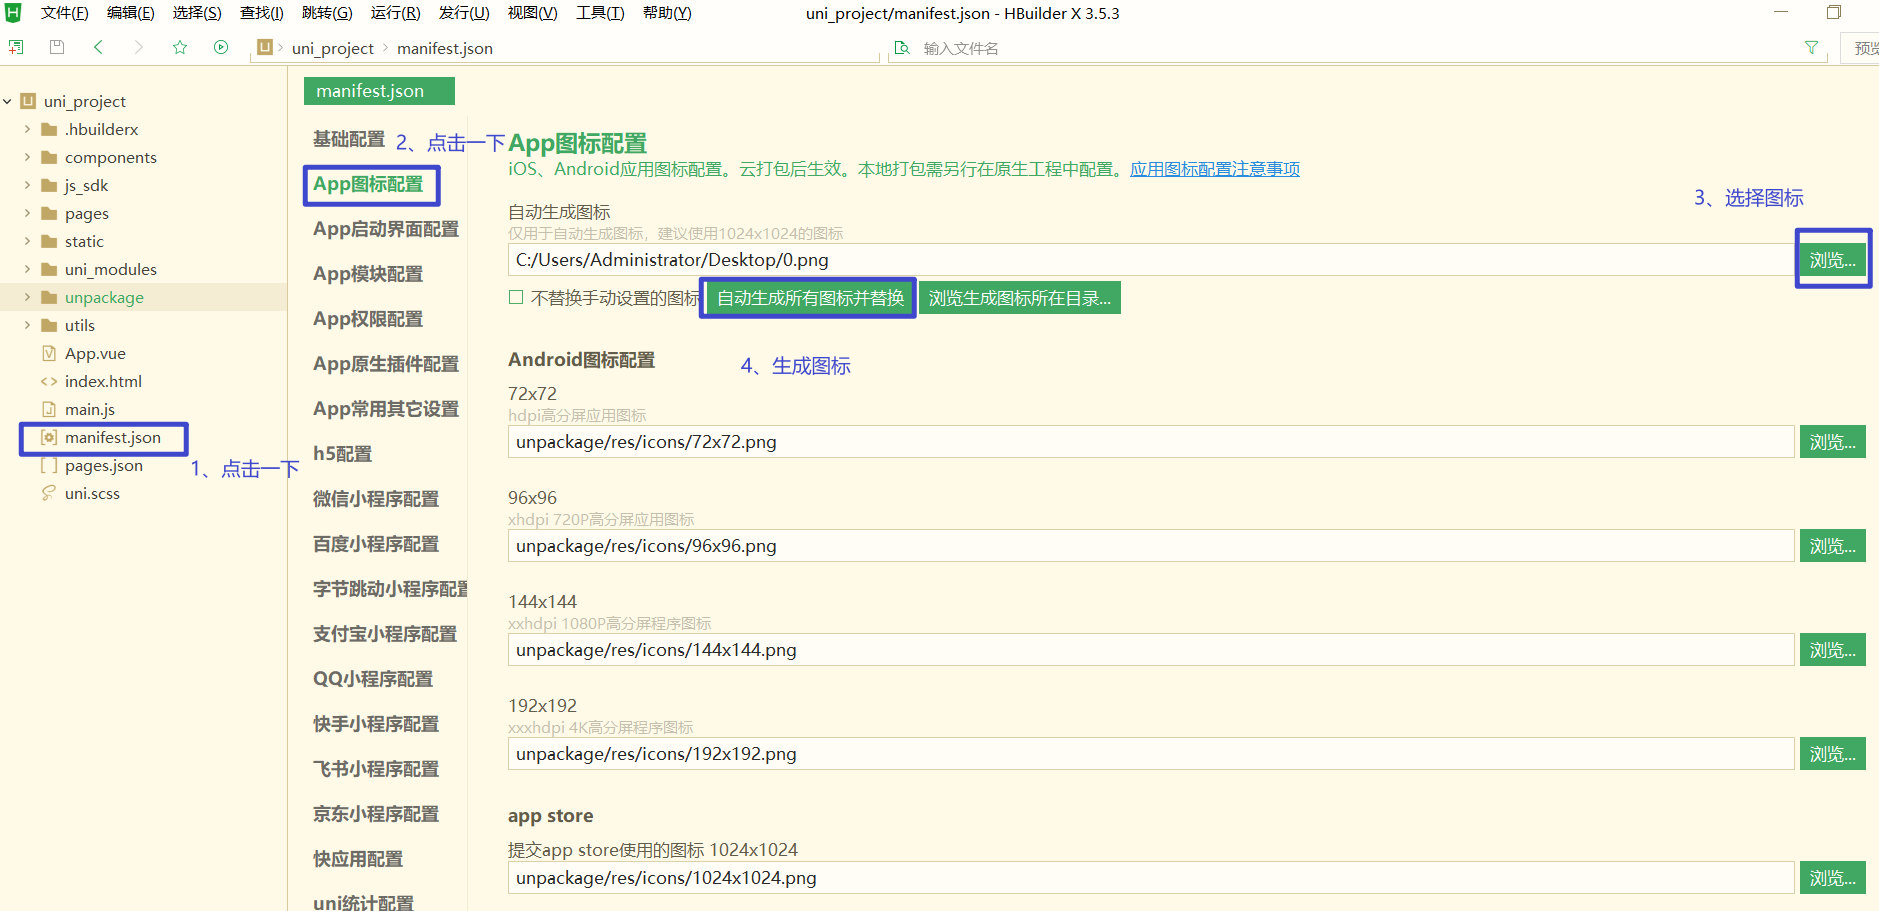 文件(F) 编辑(E) 选择(S) 查找(I) 跳转(G) 运行(R) 发行(U) 视图(V) 工具(T) 帮助(Y)
uni_project/manifest.json - HBuilder X 3.5.3
uni_project > manifest.json
输入文件名
预览
uni_project
.hbuilderx
components
js_sdk
pages
static
uni_modules
unpackage
utils
App.vue
index.html
main.js
manifest.json
pages.json
uni.scss
1、点击一下
manifest.json
基础配置
2、点击一下
App图标配置
App启动界面配置
App模块配置
App权限配置
App原生插件配置
App常用其它设置
h5配置
微信小程序配置
百度小程序配置
字节跳动小程序配置
支付宝小程序配置
QQ小程序配置
快手小程序配置
飞书小程序配置
京东小程序配置
快应用配置
uni统计配置
App图标配置
iOS、Android应用图标配置。云打包后生效。本地打包需另行在原生工程中配置。应用图标配置注意事项
3、选择图标
自动生成图标
仅用于自动生成图标，建议使用1024x1024的图标
C:/Users/Administrator/Desktop/0.png
浏览...
不替换手动设置的图标 自动生成所有图标并替换 浏览生成图标所在目录...
4、生成图标
Android图标配置
72x72
hdpi高分屏应用图标
unpackage/res/icons/72x72.png
浏览...
96x96
xhdpi 720P高分屏应用图标
unpackage/res/icons/96x96.png
浏览...
144x144
xxhdpi 1080P高分屏程序图标
unpackage/res/icons/144x144.png
浏览...
192x192
xxxhdpi 4K高分屏程序图标
unpackage/res/icons/192x192.png
浏览...
app store
提交app store使用的图标 1024x1024
unpackage/res/icons/1024x1024.png
浏览...